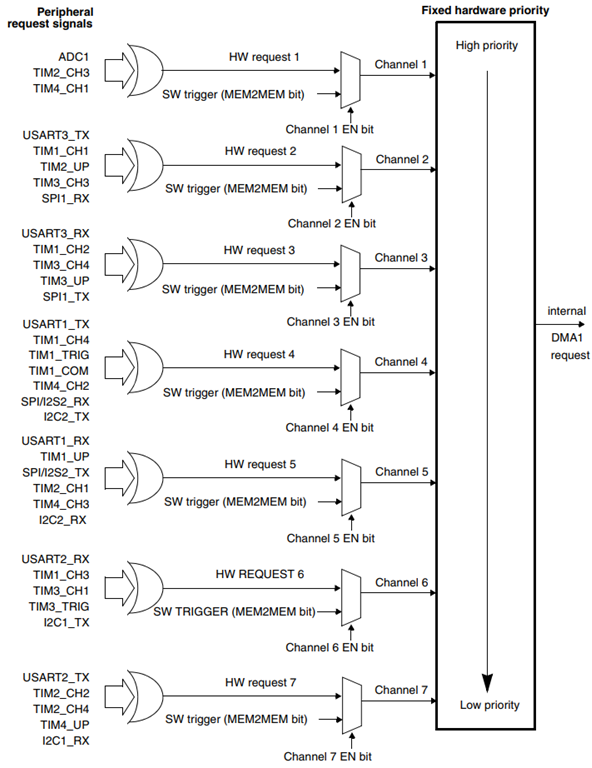 Peripheral
request signals
Fixed hardware priority
ADC1
TIM2_CH3
TIM4_CH1
HW request 1
SW trigger (MEM2MEM bit)
Channel 1
Channel 1 EN bit
High priority
USART3_TX
TIM1_CH1
TIM2_UP
TIM3_CH3
SPI1_RX
HW request 2
SW trigger (MEM2MEM bit)
Channel 2
Channel 2 EN bit
USART3_RX
TIM1_CH2
TIM3_CH4
TIM3_UP
SPI1_TX
HW request 3
SW trigger (MEM2MEM bit)
Channel 3
Channel 3 EN bit
internal
DMA1
request
USART1_TX
TIM1_CH4
TIM1_TRIG
TIM1_COM
TIM4_CH2
SPI/I2S2_RX
I2C2_TX
HW request 4
SW trigger (MEM2MEM bit)
Channel 4
Channel 4 EN bit
USART1_RX
TIM1_UP
SPI/I2S2_TX
TIM2_CH1
TIM4_CH3
I2C2_RX
HW request 5
SW trigger (MEM2MEM bit)
Channel 5
Channel 5 EN bit
USART2_RX
TIM1_CH3
TIM3_CH1
TIM3_TRIG
I2C1_TX
HW REQUEST 6
SW TRIGGER (MEM2MEM bit)
Channel 6
Channel 6 EN bit
USART2_TX
TIM2_CH2
TIM2_CH4
TIM4_UP
I2C1_RX
HW request 7
SW trigger (MEM2MEM bit)
Channel 7
Channel 7 EN bit
Low priority